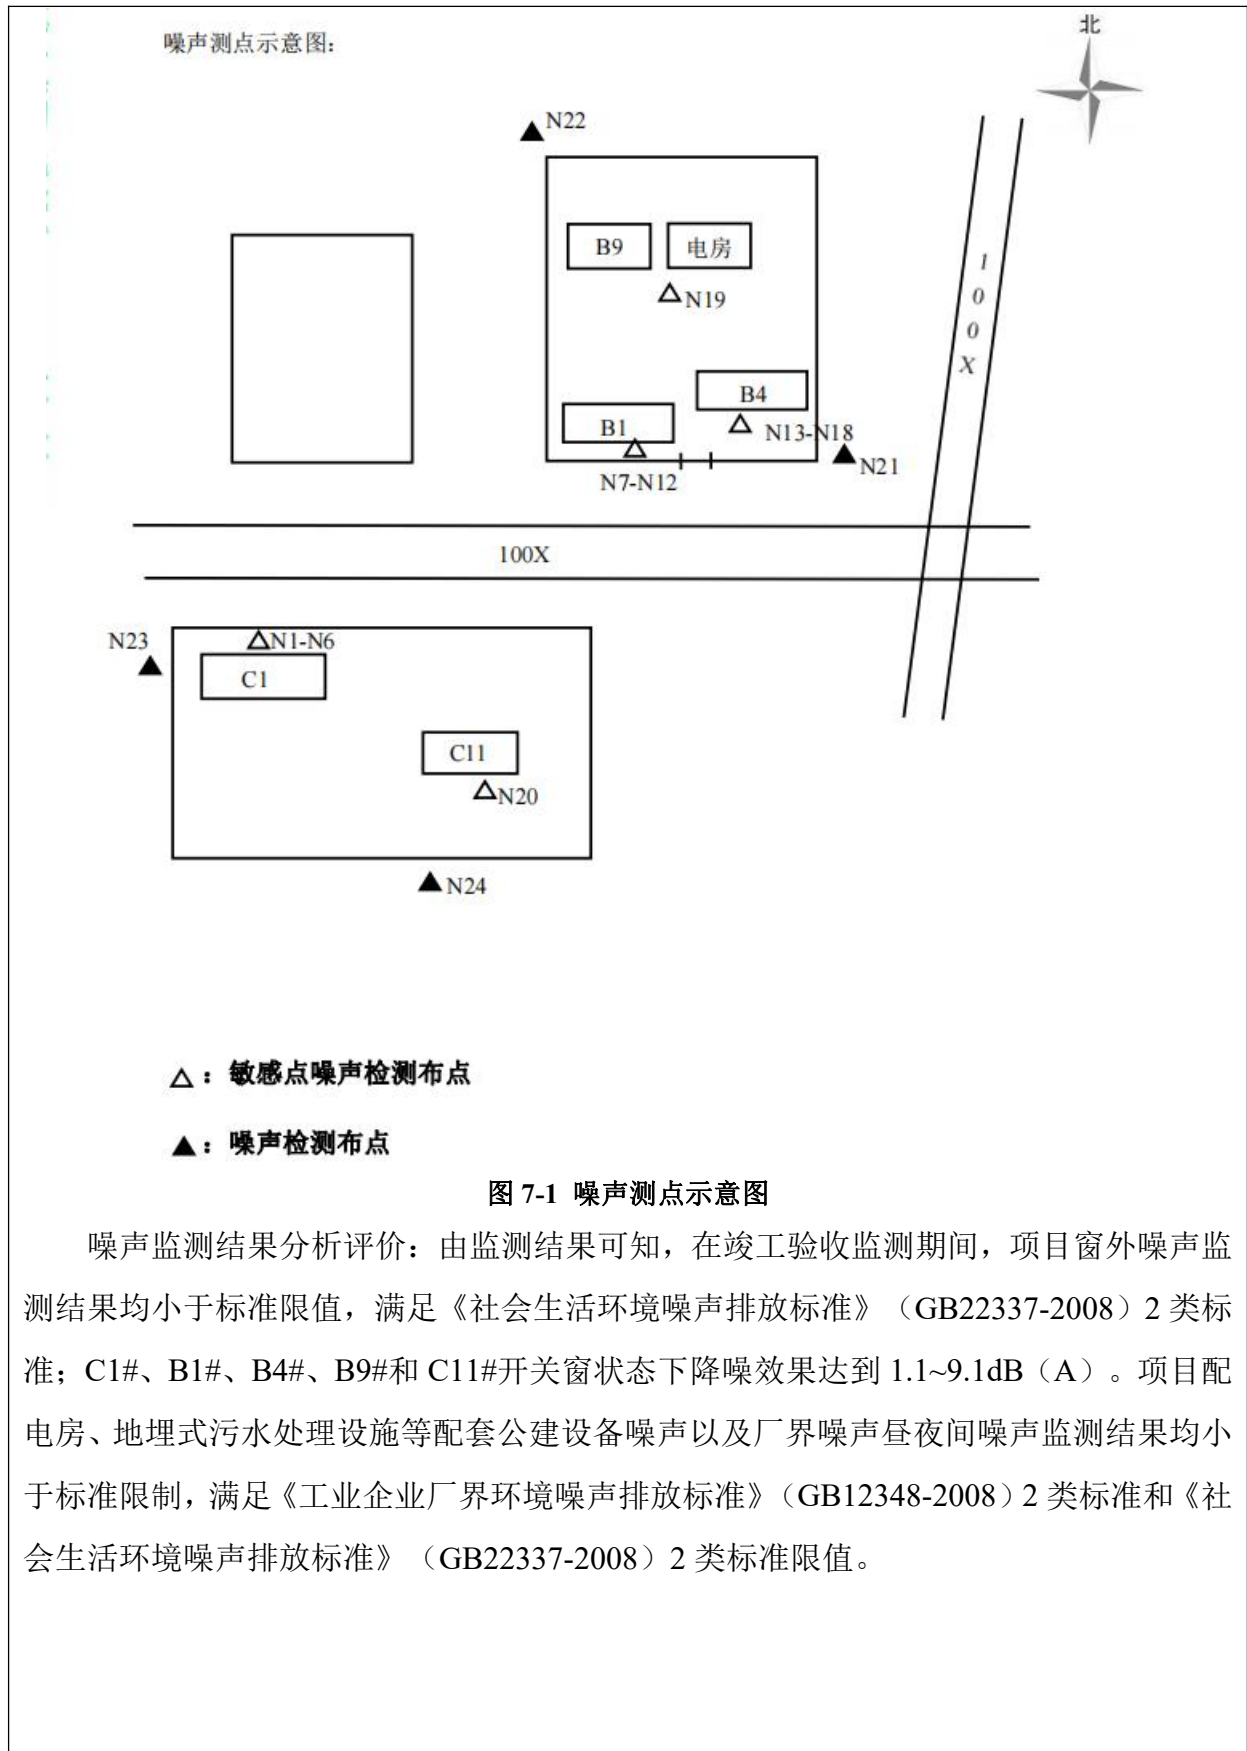 噪声测点示意图：
北
N22
B9
电房
N19
1
0
0
X
B4
B1
N13-N18
N21
N7-N12
100X
N23
N1-N6
C1
C11
N20
N24
：敏感点噪声检测布点
：噪声检测布点
图 7-1 噪声测点示意图
噪声监测结果分析评价：由监测结果可知，在竣工验收监测期间，项目窗外噪声监
测结果均小于标准限值，满足《社会生活环境噪声排放标准》（GB22337-2008）2 类标
准；C1#、B1#、B4#、B9#和 C11#开关窗状态下降噪效果达到 1.1~9.1dB（A）。项目配
电房、地埋式污水处理设施等配套公建设备噪声以及厂界噪声昼夜间噪声监测结果均小
于标准限制，满足《工业企业厂界环境噪声排放标准》（GB12348-2008）2 类标准和《社
会生活环境噪声排放标准》（GB22337-2008）2 类标准限值。